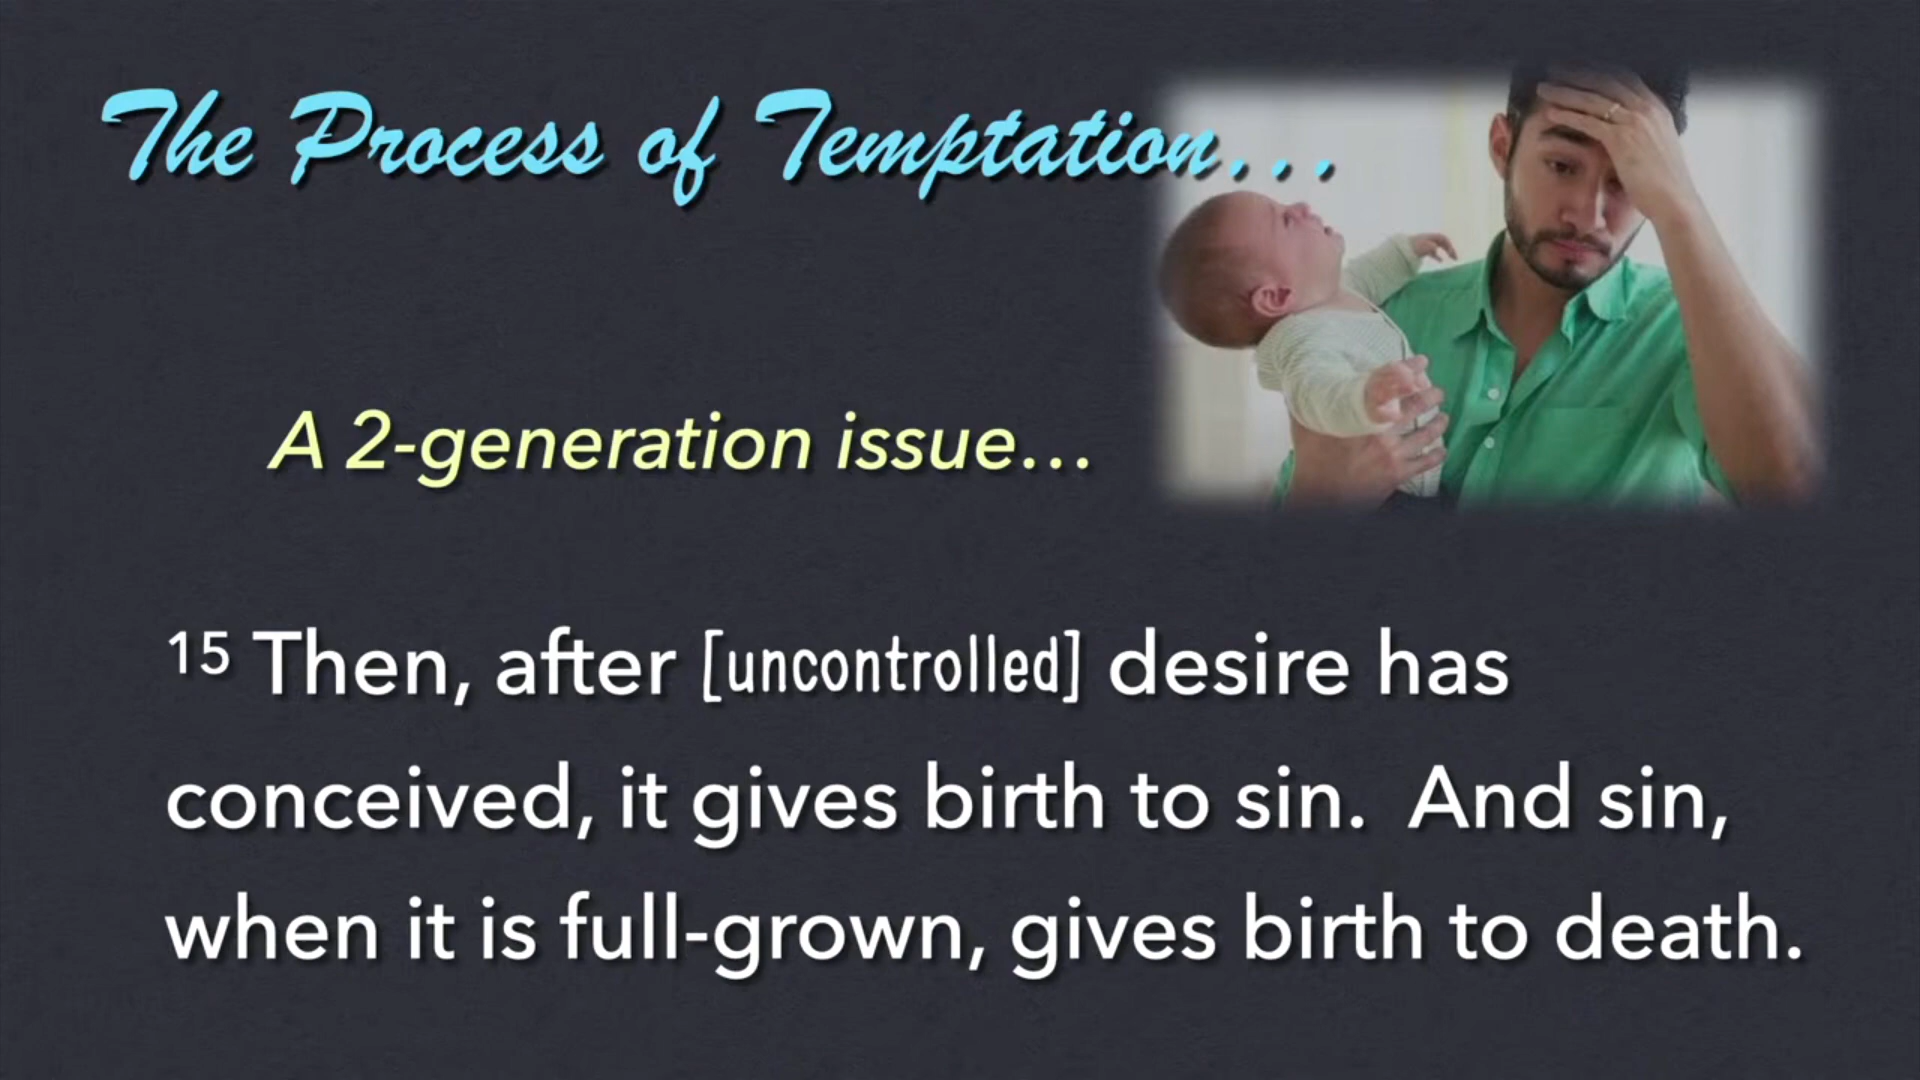 The Process of Temptation...
A 2-generation issue...
15 Then, after [uncontrolled] desire has
conceived, it gives birth to sin.  And sin,
when it is full-grown, gives birth to death.